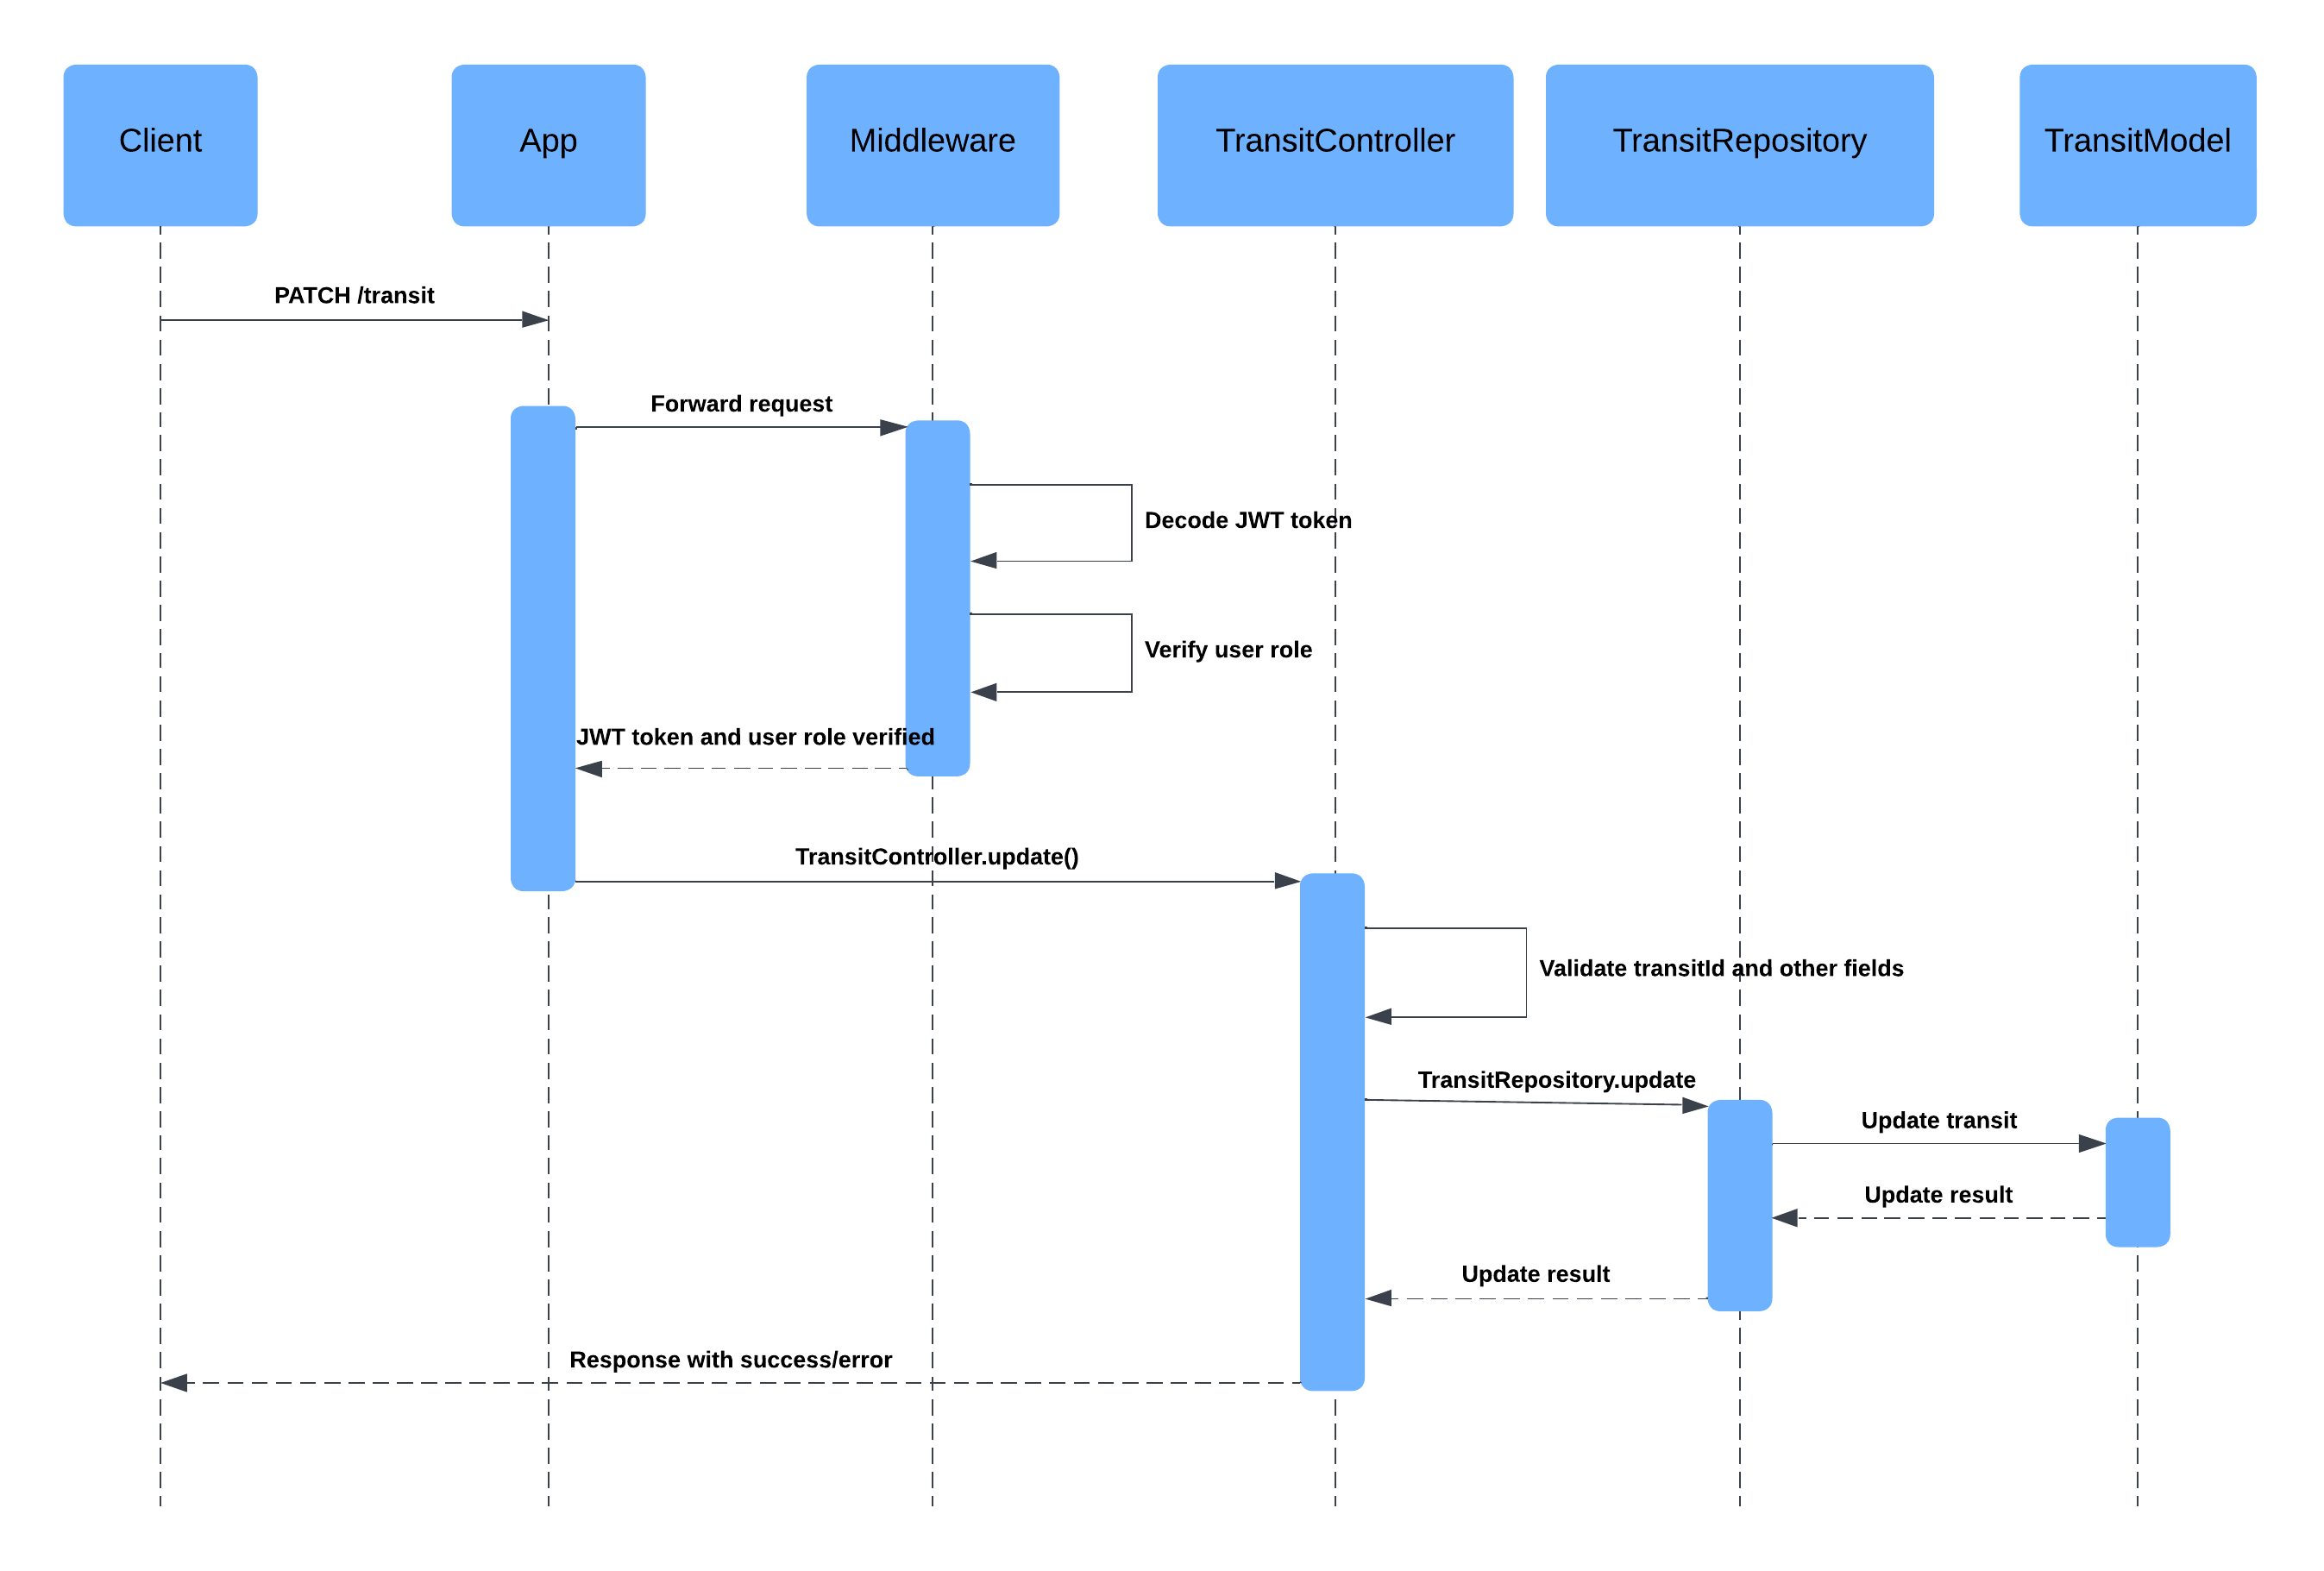 Client
App
Middleware
TransitController
TransitRepository
TransitModel
PATCH /transit
Forward request
Decode JWT token
Verify user role
JWT token and user role verified
TransitController.update()
Validate transitId and other fields
TransitRepository.update
Update transit
Update result
Update result
Response with success/error